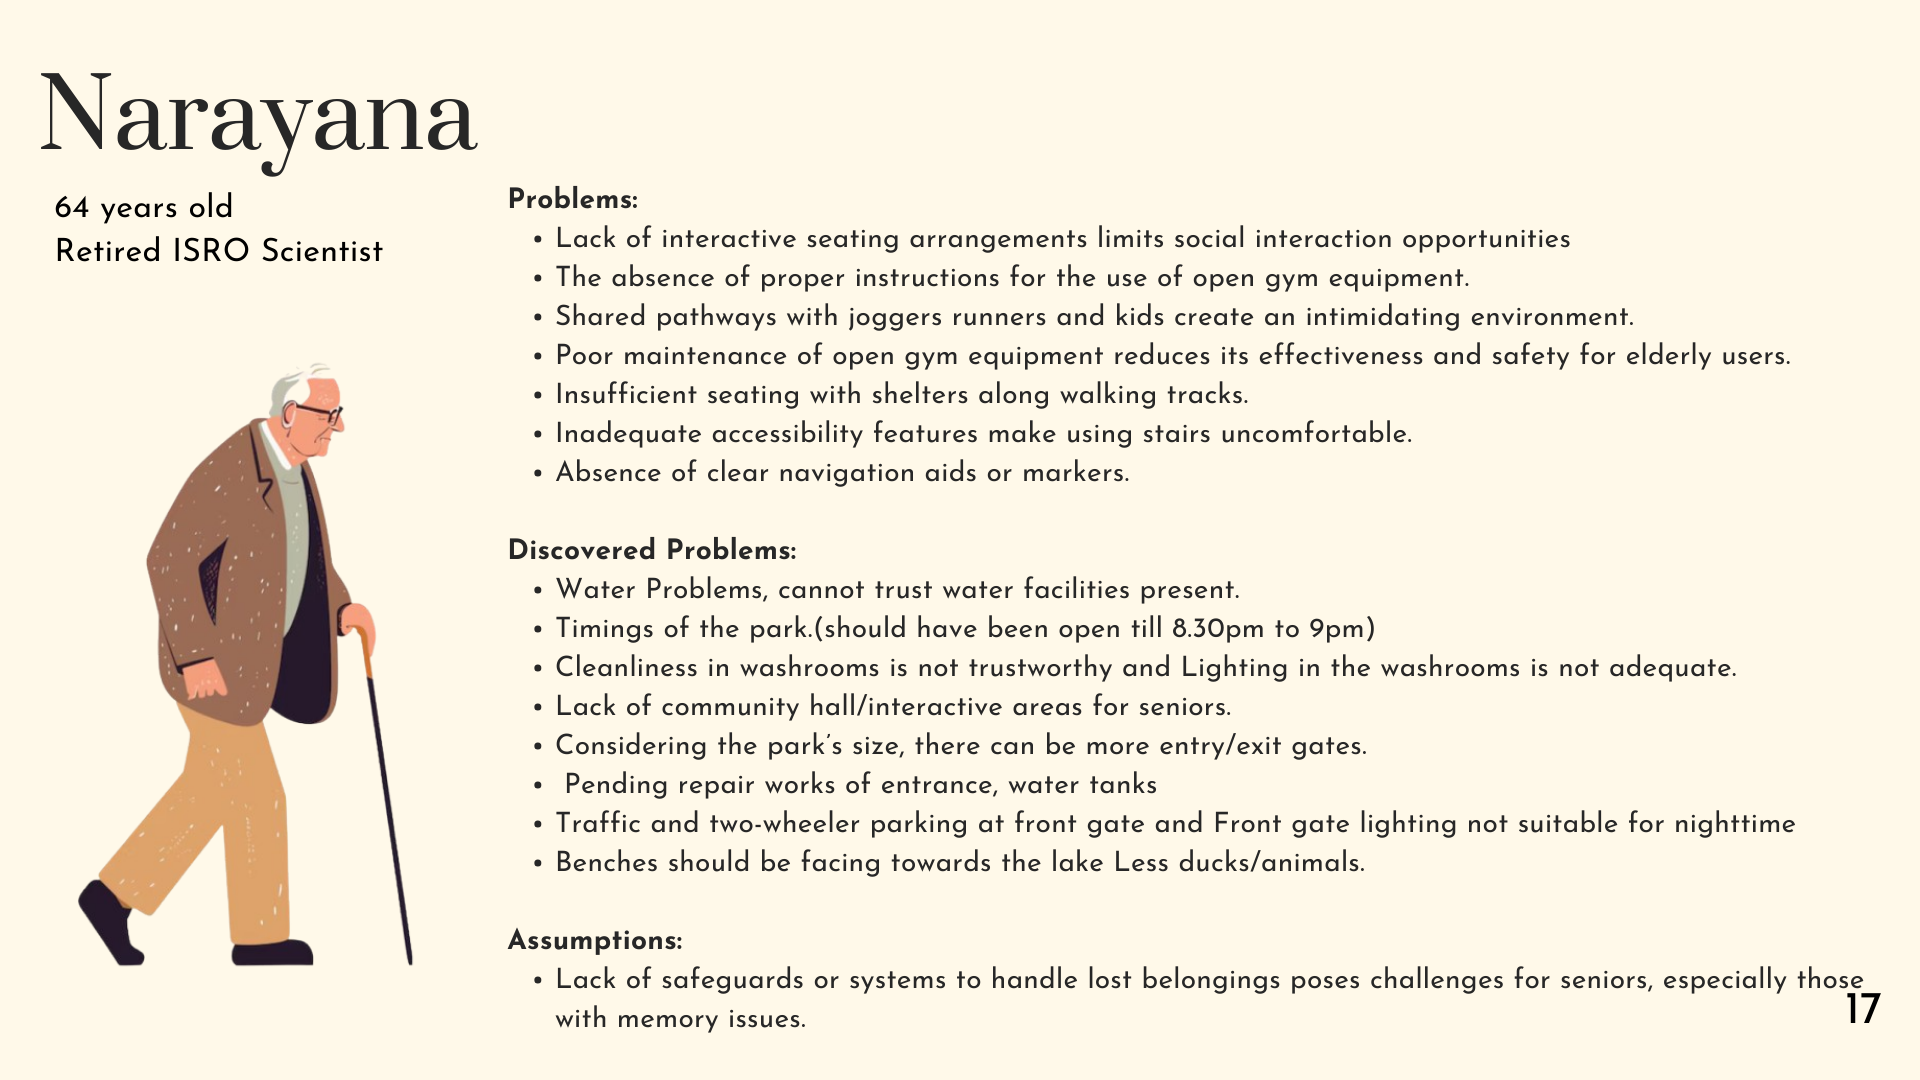 Narayana
64 years old
Retired ISRO Scientist
Problems:
• Lack of interactive seating arrangements limits social interaction opportunities
• The absence of proper instructions for the use of open gym equipment.
• Shared pathways with joggers runners and kids create an intimidating environment.
• Poor maintenance of open gym equipment reduces its effectiveness and safety for elderly users.
• Insufficient seating with shelters along walking tracks.
• Inadequate accessibility features make using stairs uncomfortable.
• Absence of clear navigation aids or markers.
Discovered Problems:
• Water Problems, cannot trust water facilities present.
• Timings of the park.(should have been open till 8.30pm to 9pm)
• Cleanliness in washrooms is not trustworthy and Lighting in the washrooms is not adequate.
• Lack of community hall/interactive areas for seniors.
• Considering the park's size, there can be more entry/exit gates.
• Pending repair works of entrance, water tanks
• Traffic and two-wheeler parking at front gate and Front gate lighting not suitable for nighttime
• Benches should be facing towards the lake Less ducks/animals.
Assumptions:
• Lack of safeguards or systems to handle lost belongings poses challenges for seniors, especially those
with memory issues.
17